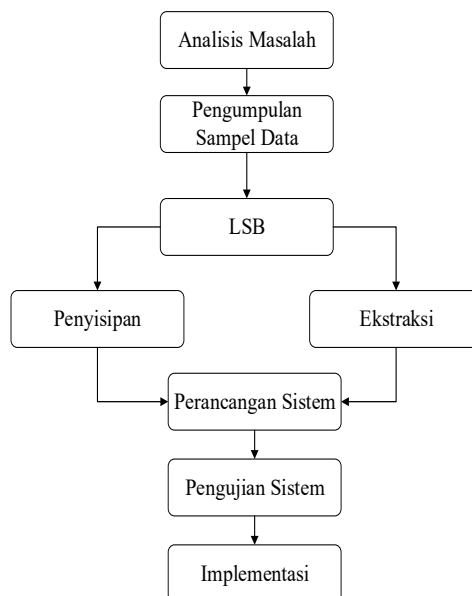 Analisis Masalah
Pengumpulan
Sampel Data
LSB
Penyisipan
Ekstraksi
Perancangan Sistem
Pengujian Sistem
Implementasi